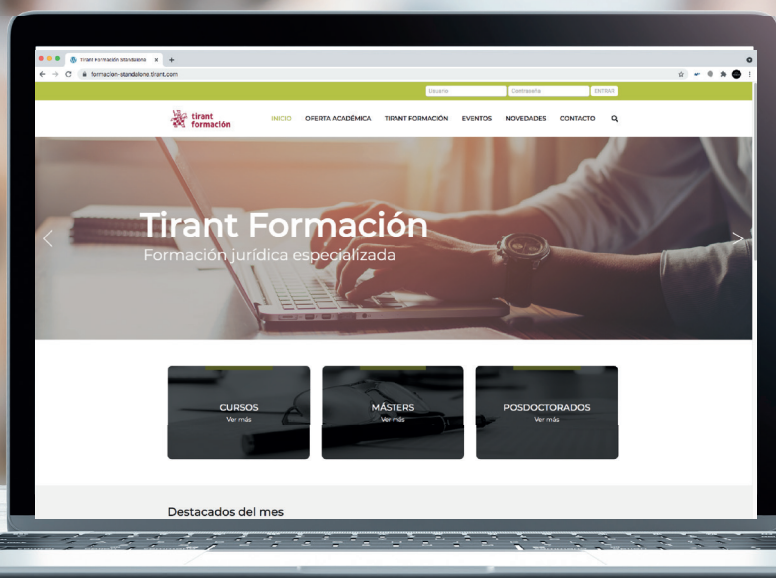 Tirant Formación Standalone
formacion-standalone.tirant.com
Usuario
Contraseña
ENTRAR
tirant
formación
INICIO
OFERTA ACADÉMICA
TIRANT FORMACIÓN
EVENTOS
NOVEDADES
CONTACTO
Tirant Formación
Formación jurídica especializada
CURSOS
Ver más
MÁSTERS
Ver más
POSDOCTORADOS
Ver más
Destacados del mes